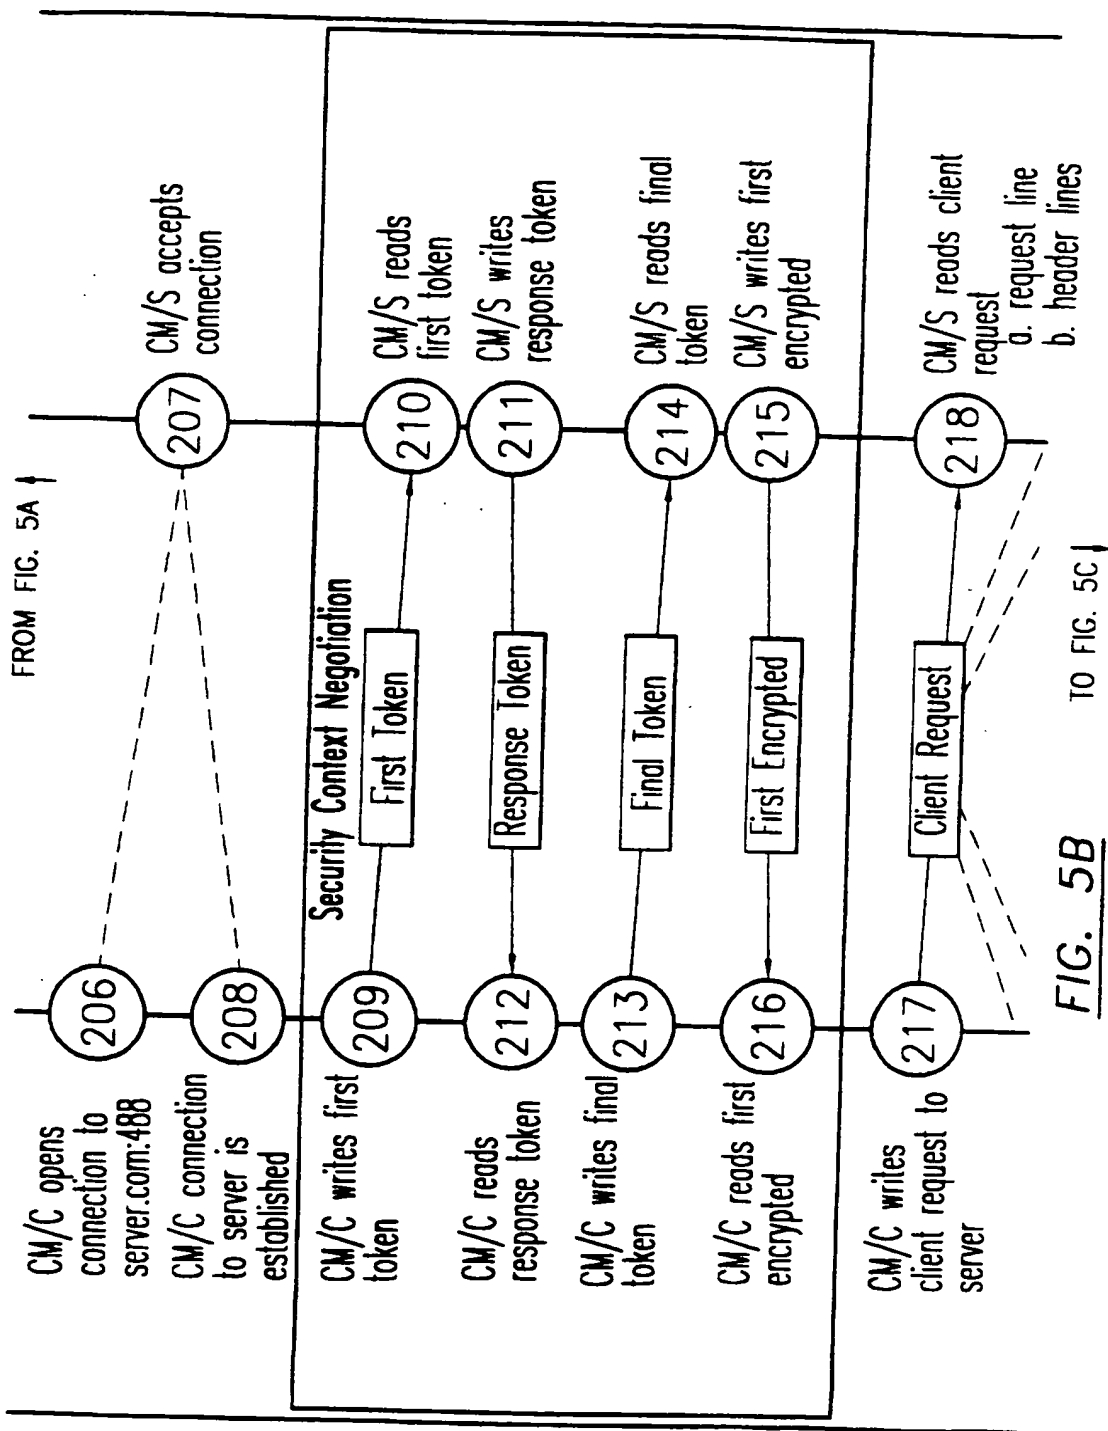 FROM FIG. 5A
CM/C opens
connection to
server.com:488
206
207
CM/S accepts
connection
CM/C connection
to server is
established
208
Security Context Negotiation
CM/C writes first
token
209
First Token
210
CM/S reads
first token
211
CM/S writes
response token
Response Token
CM/C reads
response token
212
CM/C writes final
token
213
Final Token
214
CM/S reads final
token
215
CM/S writes first
encrypted
First Encrypted
CM/C reads first
encrypted
216
CM/C writes
client request to
server
217
Client Request
218
CM/S reads client
request
a. request line
b. header lines
TO FIG. 5C
FIG. 5B